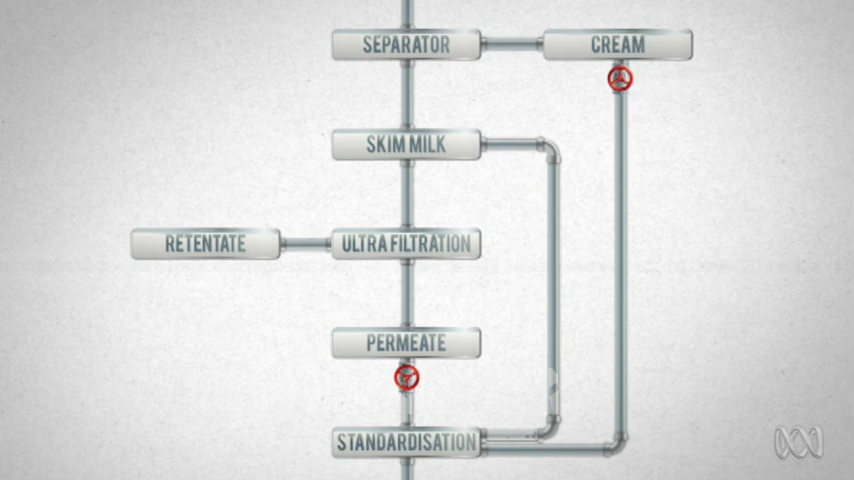 SEPARATOR
CREAM
SKIM MILK
RETENTATE
ULTRA FILTRATION
PERMEATE
STANDARDISATION